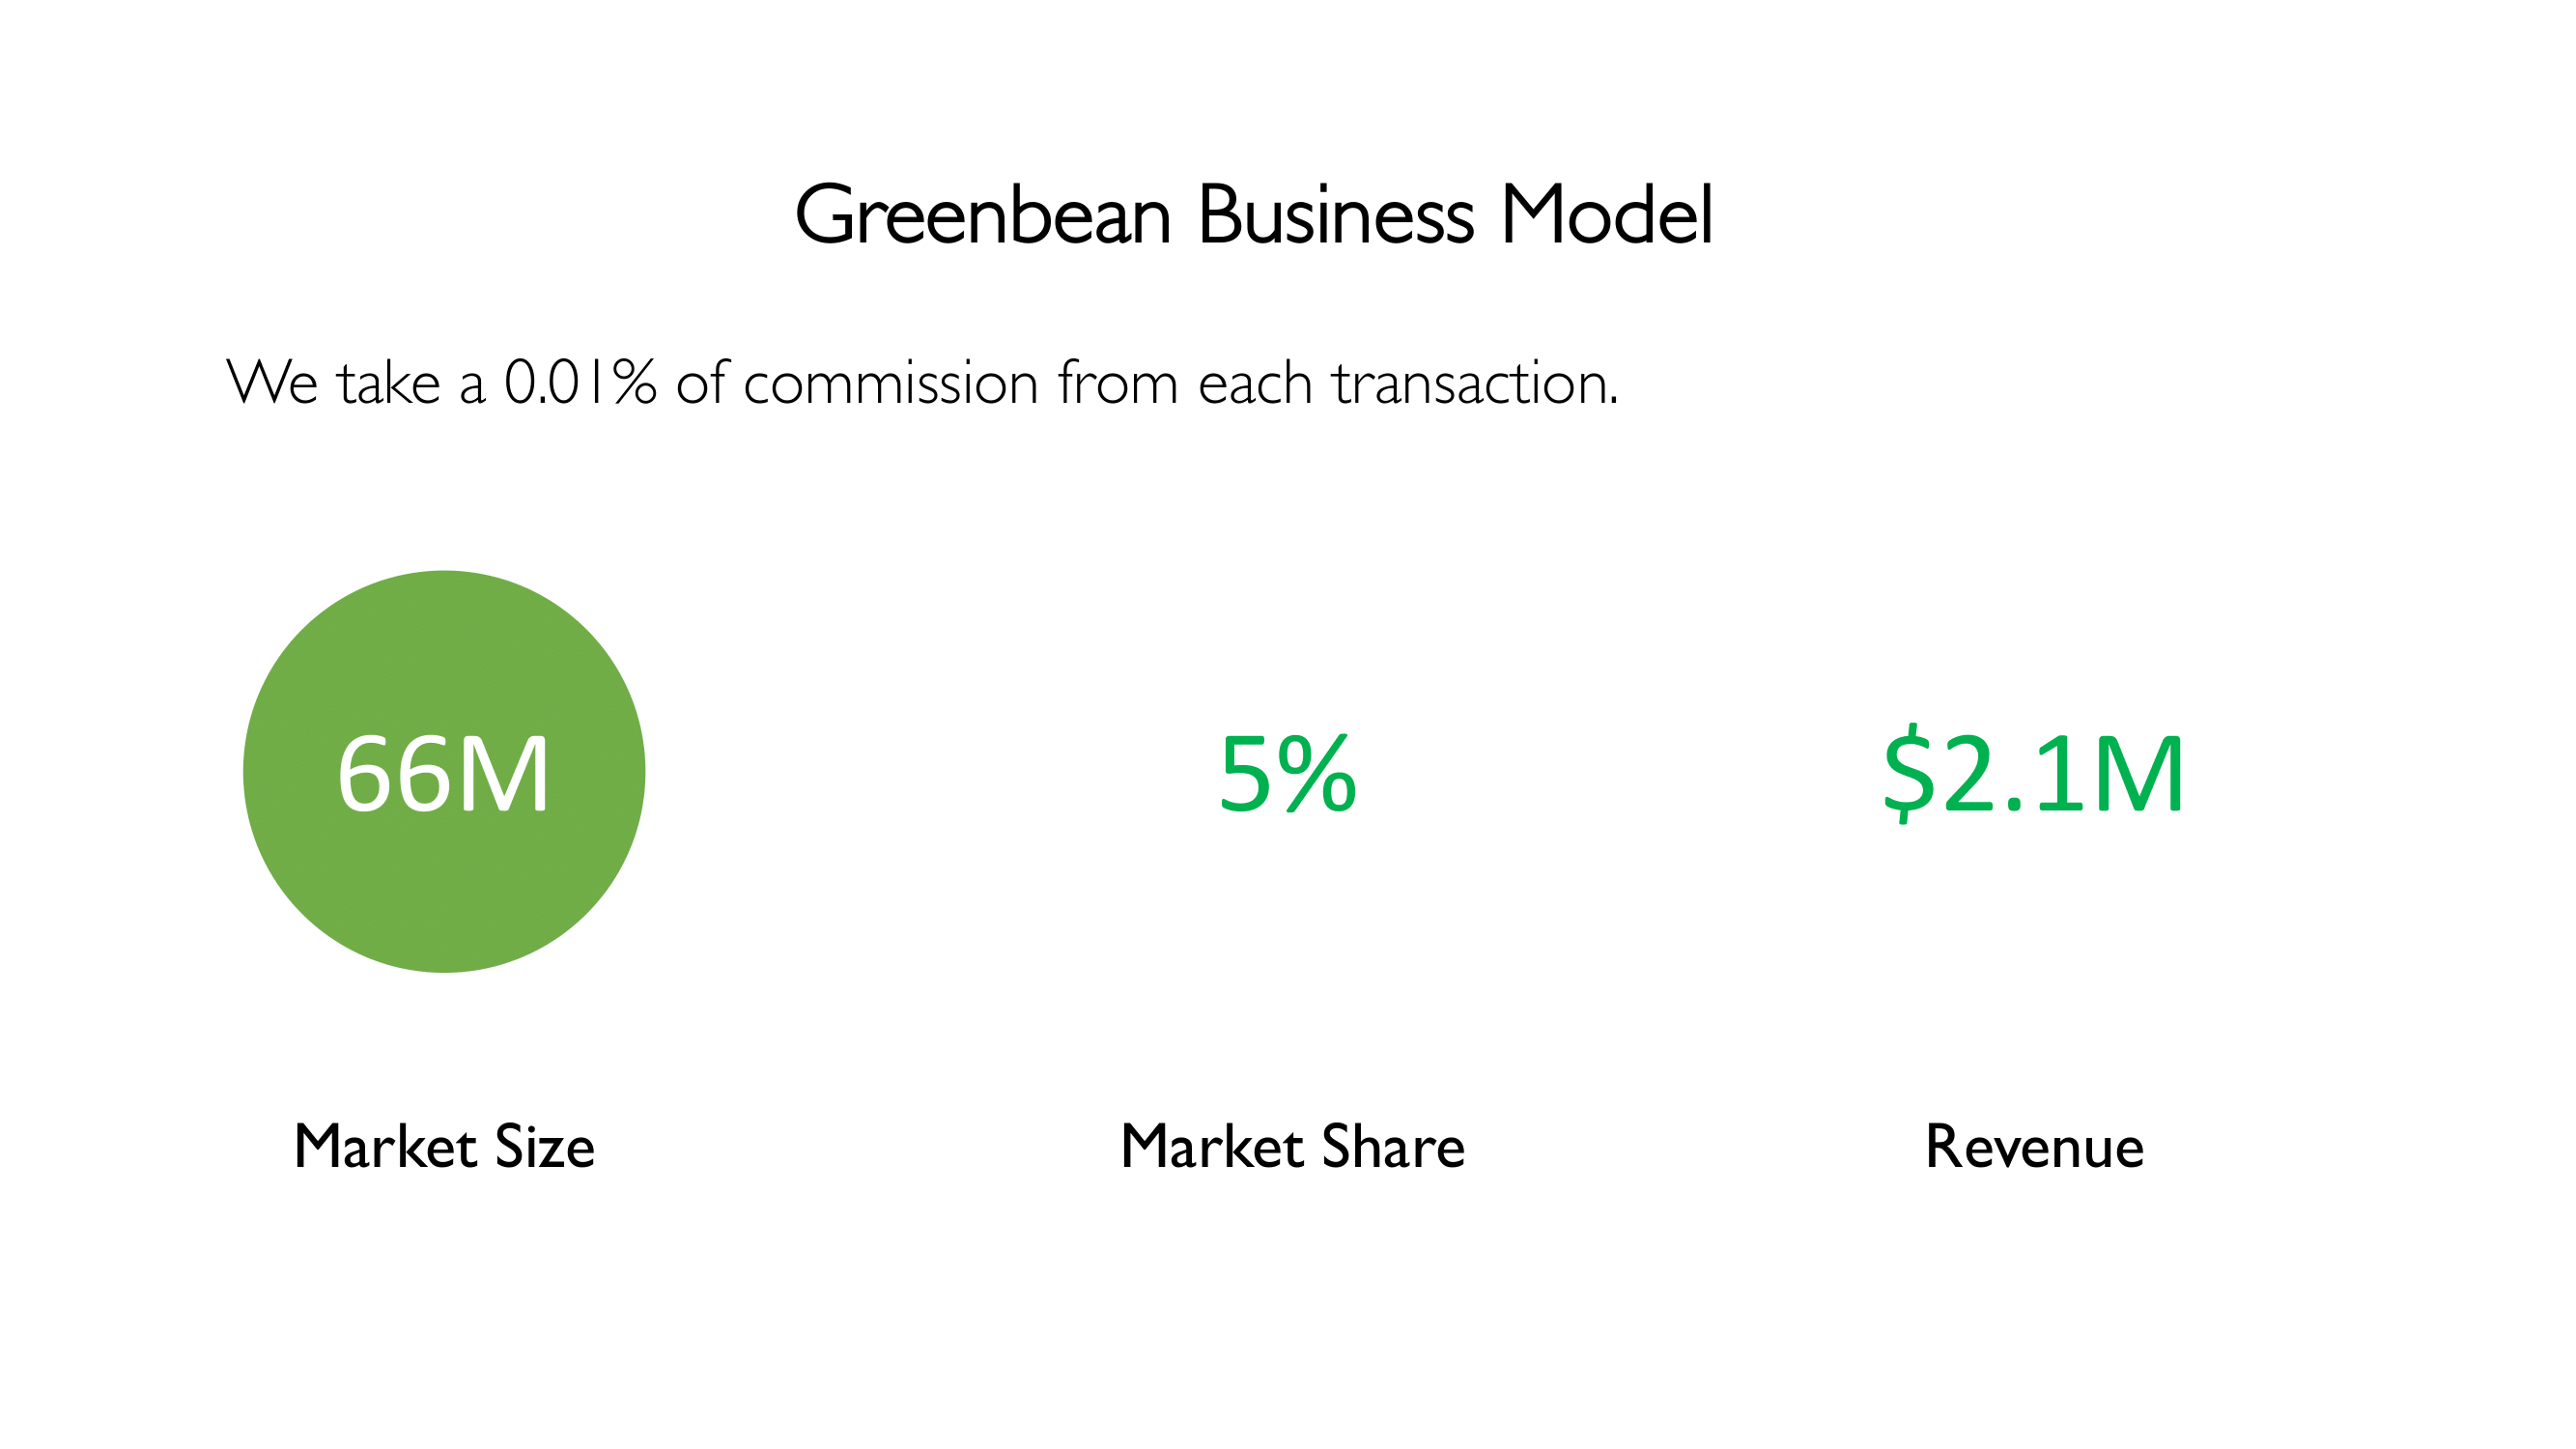 Greenbean Business Model
We take a 0.01% of commission from each transaction.
66M
5%
$2.1M
Market Size
Market Share
Revenue